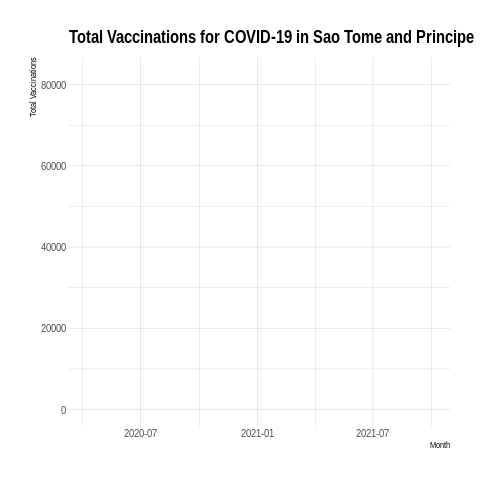 Total Vaccinations for COVID-19 in Sao Tome and Principe
Total Vaccinations
80000
60000
40000
20000
0
2020-07 2021-01 2021-07
Month